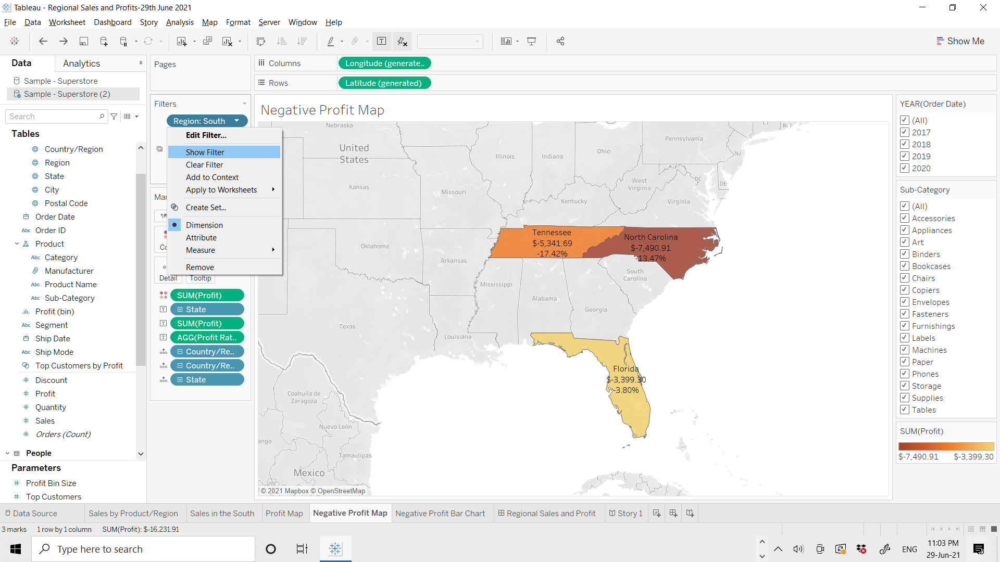 Tableau - Regional Sales and Profits-29th June 2021
File Data Worksheet Dashboard Story Analysis Map Format Server Window Help
Show Me
Data Analytics
Sample - Superstore
Sample - Superstore (2)
Search
Tables
Country/Region
Region
State
City
Postal Code
Order Date
Abc Order ID
Product
Abc Category
Manufacturer
Abc Product Name
Abc Sub-Category
Profit (bin)
Abc Segment
Ship Date
Abc Ship Mode
Top Customers by Profit
# Discount
# Profit
# Quantity
# Sales
# Orders (Count)
People
Parameters
# Profit Bin Size
# Top Customers
Pages
Filters
Region: South
Edit Filter...
Show Filter
Clear Filter
Add to Context
Apply to Worksheets
Create Set...
Dimension
Attribute
Measure
Remove
Mar
Co
Detail Tooltip
SUM(Profit)
T State
T SUM(Profit)
T AGG(Profit Rat..
Country/Re..
Country/Re..
State
Columns Longitude (generate..
Rows Latitude (generated)
Negative Profit Map
Nebraska
United
States
Kansas
Oklahoma
Texas
Missouri
Arkansas
Louisiana
Illinois
Indiana
Ohio
Pennsylvania
NJ
CT RI
DC
DE
West
Virginia
Virginia
Kentucky
Tennessee
$-5,341.69
-17.42%
North Carolina
$-7,490.91
-13.47%
South
Carolina
Mississippi
Alabama
Georgia
Florida
$-3,399.30
-3.80%
Coahuila de
Zaragoza
Nuevo León
ango
Tamaulipas
Mexico
© 2021 Mapbox © OpenStreetMap
YEAR(Order Date)
(All)
2017
2018
2019
2020
Sub-Category
(All)
Accessories
Appliances
Art
Binders
Bookcases
Chairs
Copiers
Envelopes
Fasteners
Furnishings
Labels
Machines
Paper
Phones
Storage
Supplies
Tables
SUM(Profit)
$-7,490.91 $-3,399.30
Data Source Sales by Product/Region Sales in the South Profit Map Negative Profit Map Negative Profit Bar Chart Regional Sales and Profit Story 1
3 marks 1 row by 1 column SUM(Profit): $-16,231.91
Type here to search
ENG
11:03 PM
29-Jun-21